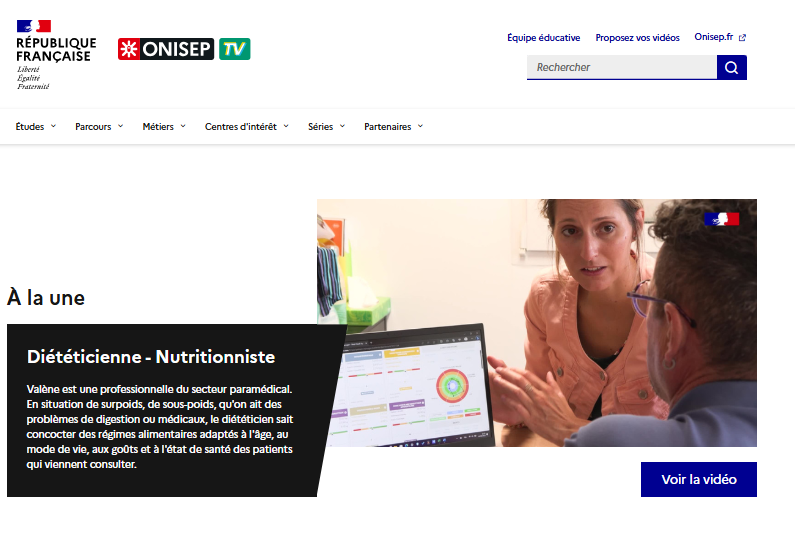 RÉPUBLIQUE
FRANÇAISE
Liberté
Égalité
Fraternité
ONISEP TV
Équipe éducative
Proposez vos vidéos
Onisep.fr
Rechercher
Études
Parcours
Métiers
Centres d'intérêt
Séries
Partenaires
À la une
Diététicienne - Nutritionniste
Valène est une professionnelle du secteur paramédical.
En situation de surpoids, de sous-poids, qu'on ait des
problèmes de digestion ou médicaux, le diététicien sait
concocter des régimes alimentaires adaptés à l'âge, au
mode de vie, aux goûts et à l'état de santé des patients
qui viennent consulter.
Voir la vidéo